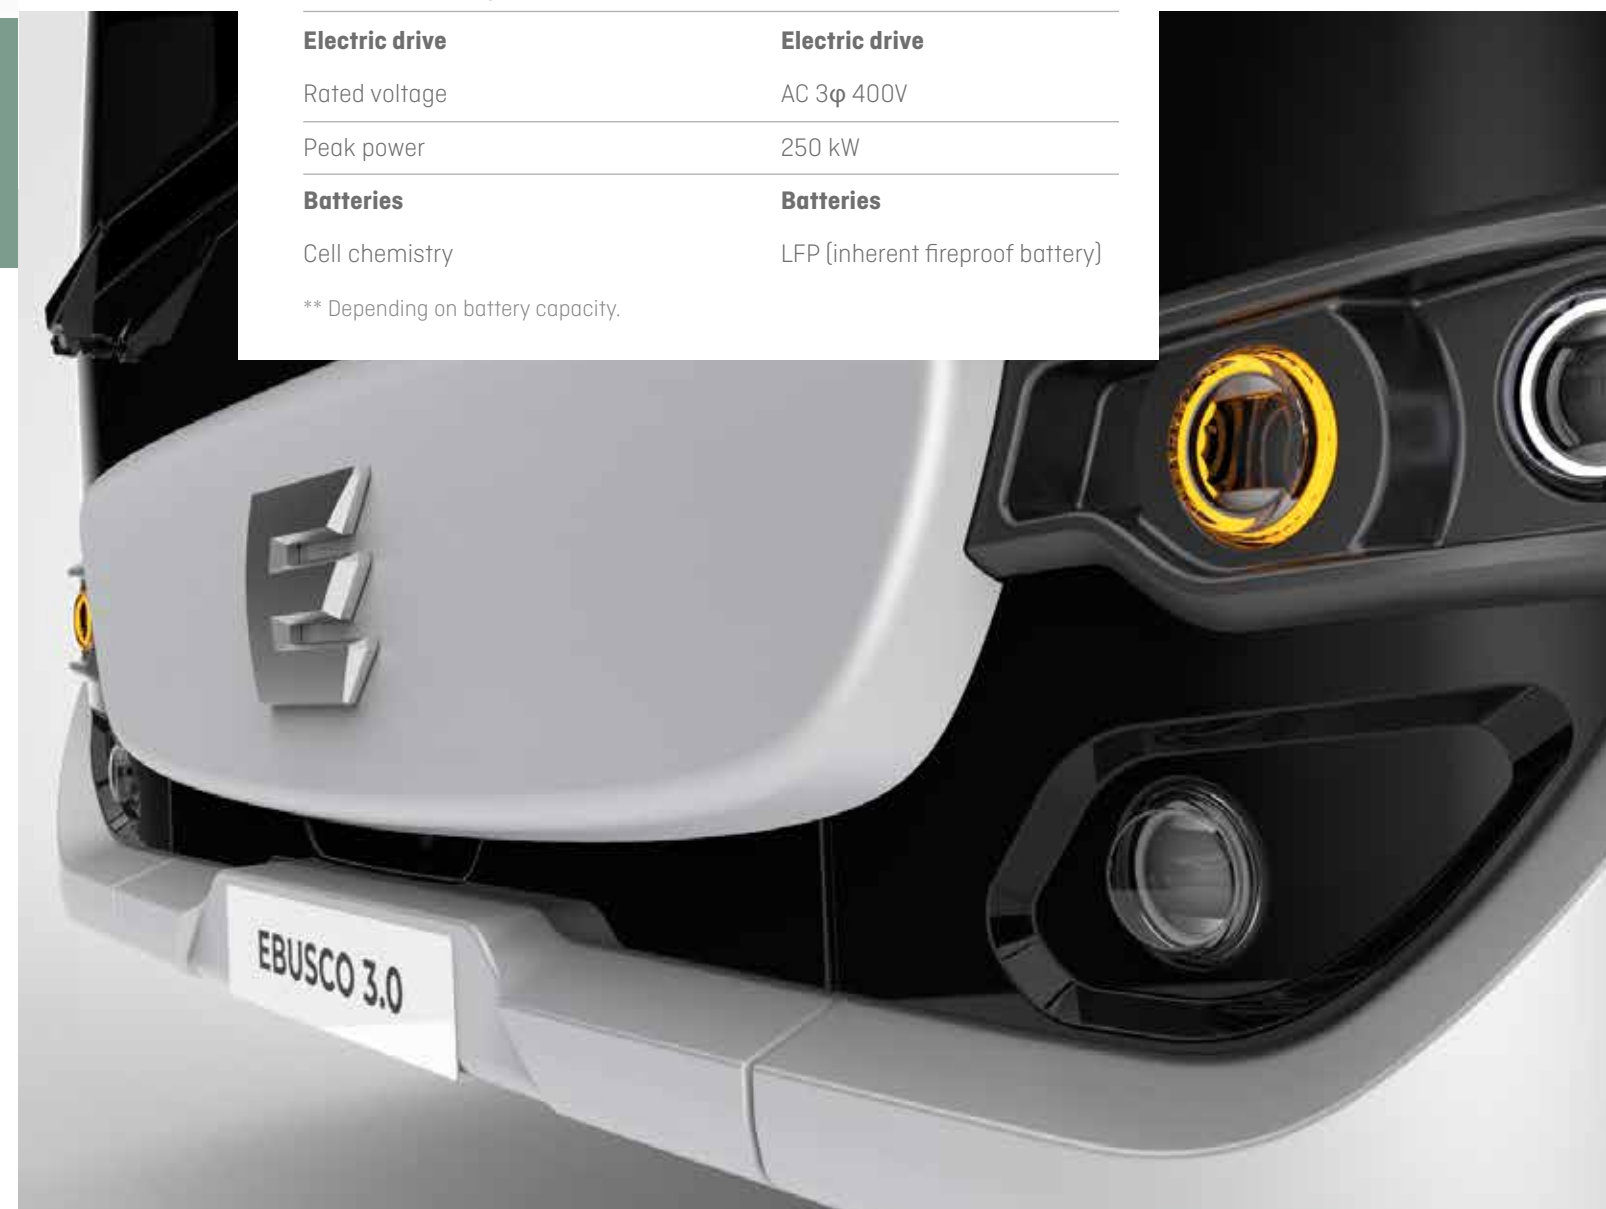 Electric drive Electric drive
Rated voltage AC 3φ 400V
Peak power 250 kW
Batteries Batteries
Cell chemistry LFP (inherent fireproof battery)
** Depending on battery capacity.
EBUSCO 3.0